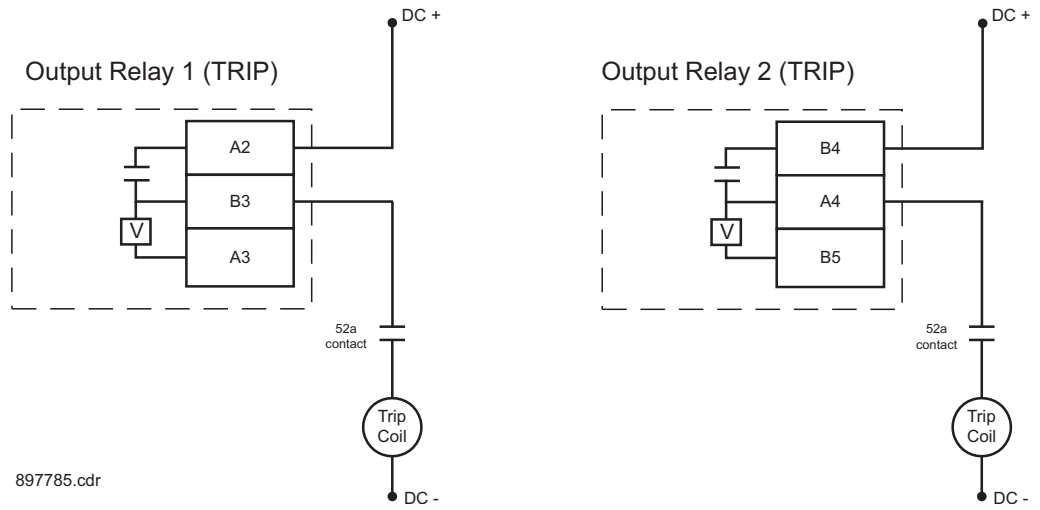 DC +
Output Relay 1 (TRIP)
A2
B3
V
A3
52a
contact
Trip
Coil
897785.cdr
DC -
DC +
Output Relay 2 (TRIP)
B4
A4
V
B5
52a
contact
Trip
Coil
DC -